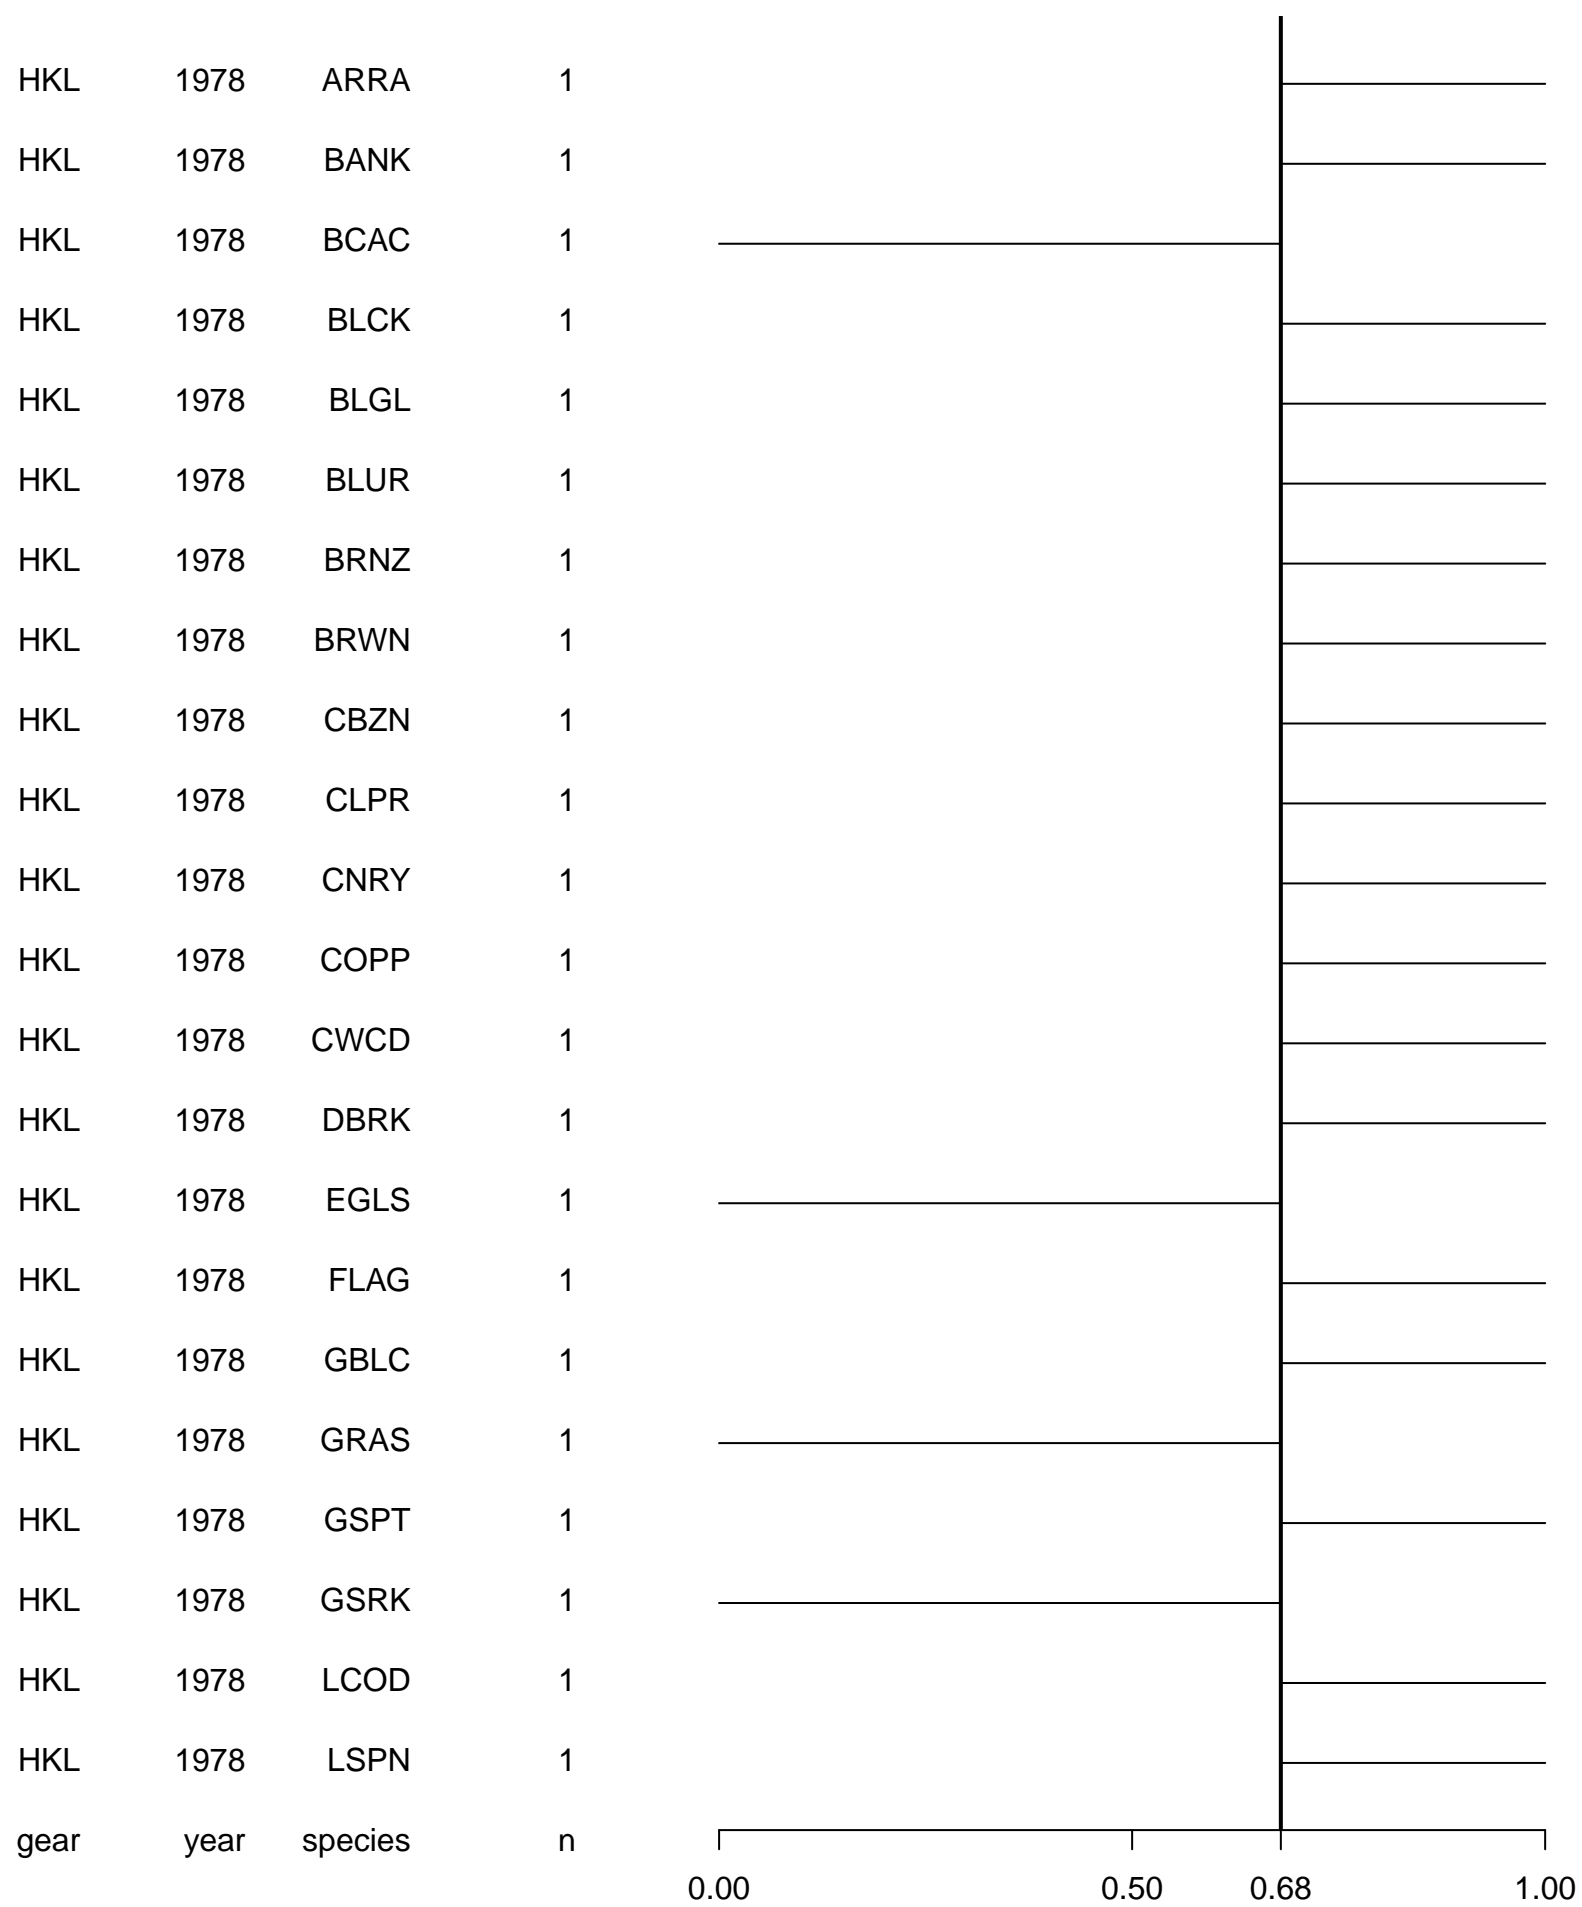 HKL 1978 ARRA 1
HKL 1978 BANK 1
HKL 1978 BCAC 1
HKL 1978 BLCK 1
HKL 1978 BLGL 1
HKL 1978 BLUR 1
HKL 1978 BRNZ 1
HKL 1978 BRWN 1
HKL 1978 CBZN 1
HKL 1978 CLPR 1
HKL 1978 CNRY 1
HKL 1978 COPP 1
HKL 1978 CWCD 1
HKL 1978 DBRK 1
HKL 1978 EGLS 1
HKL 1978 FLAG 1
HKL 1978 GBLC 1
HKL 1978 GRAS 1
HKL 1978 GSPT 1
HKL 1978 GSRK 1
HKL 1978 LCOD 1
HKL 1978 LSPN 1
gear year species n
0.00 0.50 0.68 1.00